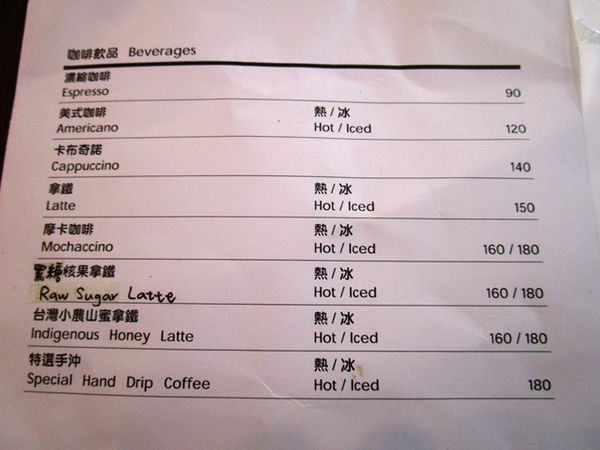 咖啡飲品 Beverages
濃縮咖啡
Espresso 90
美式咖啡 熱 / 冰
Americano Hot / Iced 120
卡布奇諾
Cappuccino 140
拿鐵 熱 / 冰
Latte Hot / Iced 150
摩卡咖啡 熱 / 冰
Mochaccino Hot / Iced 160 / 180
黑糖核果拿鐵 熱 / 冰
Raw Sugar Latte Hot / Iced 160 / 180
台灣小農山蜜拿鐵 熱 / 冰
Indigenous Honey Latte Hot / Iced 160 / 180
特選手沖 熱 / 冰
Special Hand Drip Coffee Hot / Iced 180